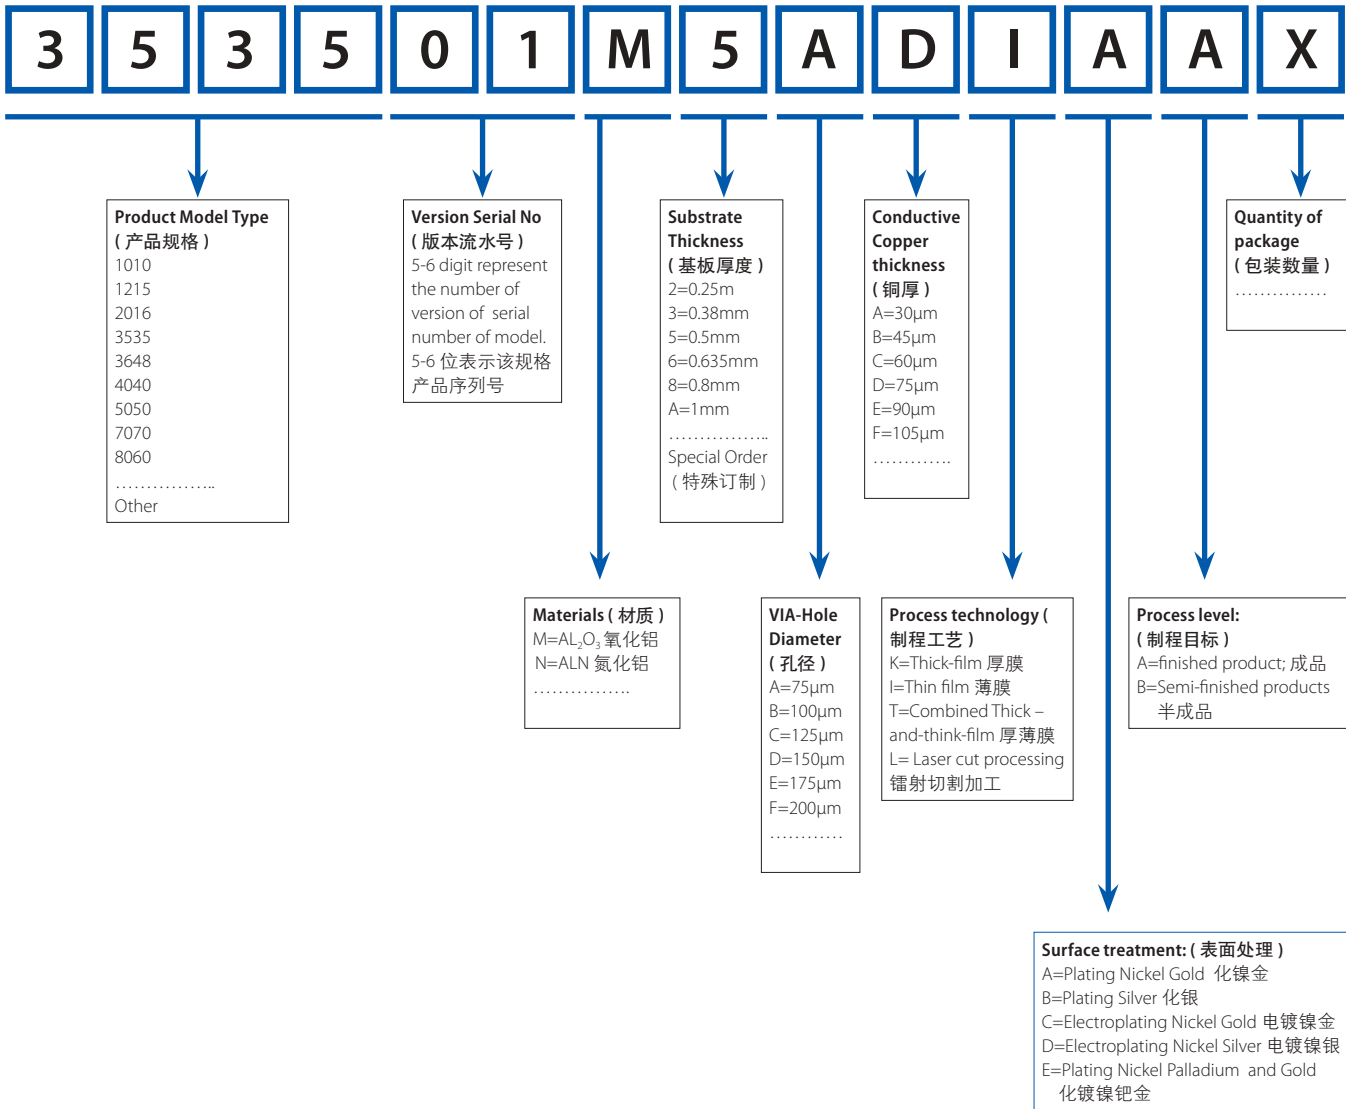 3 5 3 5 0 1 M 5 A D I A A X
Product Model Type
( 产品规格 )
1010
1215
2016
3535
3648
4040
5050
7070
8060
……………..
Other
Version Serial No
( 版本流水号 )
5-6 digit represent
the number of
version of serial
number of model.
5-6 位表示该规格
产品序列号
Substrate
Thickness
( 基板厚度 )
2=0.25m
3=0.38mm
5=0.5mm
6=0.635mm
8=0.8mm
A=1mm
……………..
Special Order
( 特殊订制 )
Conductive
Copper
thickness
( 铜厚 )
A=30μm
B=45μm
C=60μm
D=75μm
E=90μm
F=105μm
………….
Quantity of
package
( 包装数量 )
……………
Materials ( 材质 )
M=AL₂O₃ 氧化铝
N=ALN 氮化铝
…………….
VIA-Hole
Diameter
( 孔径 )
A=75μm
B=100μm
C=125μm
D=150μm
E=175μm
F=200μm
…………
Process technology (
制程工艺 )
K=Thick-film 厚膜
I=Thin film 薄膜
T=Combined Thick –
and-think-film 厚薄膜
L= Laser cut processing
镭射切割加工
Process level:
( 制程目标 )
A=finished product; 成品
B=Semi-finished products
半成品
Surface treatment: ( 表面处理 )
A=Plating Nickel Gold 化镍金
B=Plating Silver 化银
C=Electroplating Nickel Gold 电镀镍金
D=Electroplating Nickel Silver 电镀镍银
E=Plating Nickel Palladium and Gold
化镀镍钯金